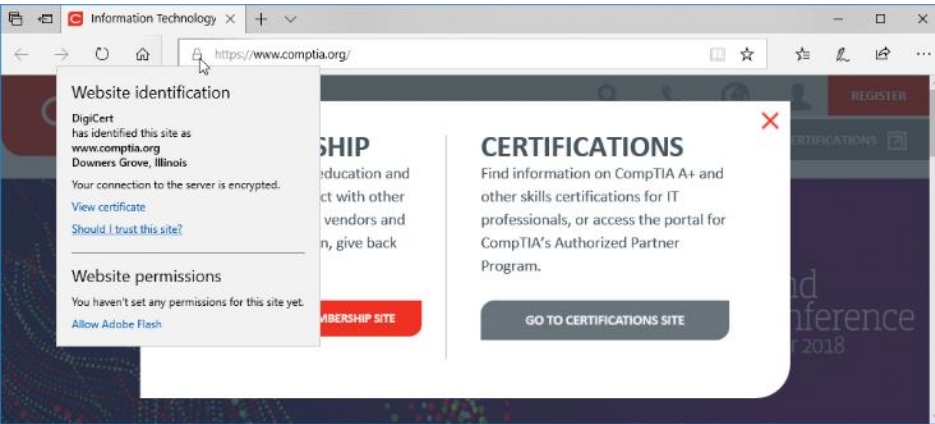 Information Technology
https://www.comptia.org/
Website identification
DigiCert
has identified this site as
www.comptia.org
Downers Grove, Illinois
Your connection to the server is encrypted.
View certificate
Should I trust this site?
Website permissions
You haven't set any permissions for this site yet.
Allow Adobe Flash
REGISTER
CERTIFICATIONS
SHIP
education and
ct with other
vendors and
n, give back
MBERSHIP SITE
CERTIFICATIONS
Find information on CompTIA A+ and
other skills certifications for IT
professionals, or access the portal for
CompTIA's Authorized Partner
Program.
GO TO CERTIFICATIONS SITE
nd
nference
2018